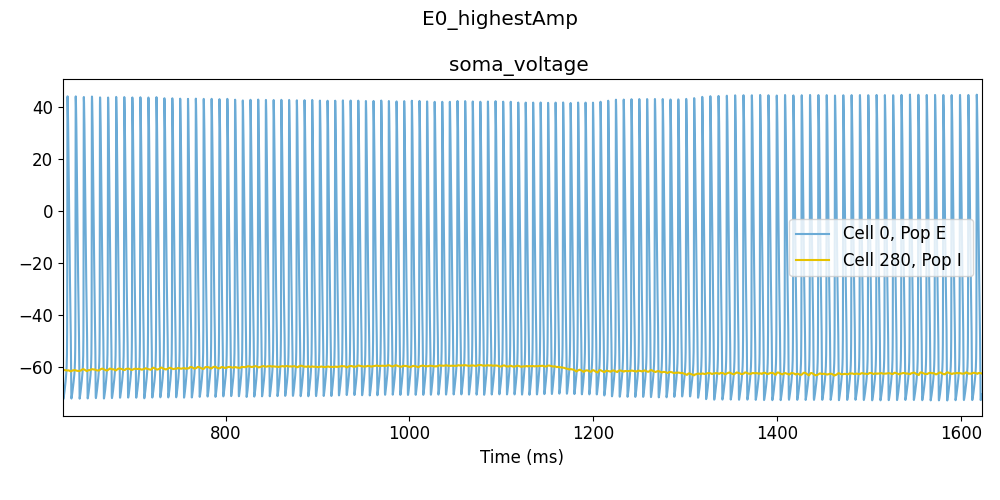 E0_highestAmp
soma_voltage
40
20
0
−20
−40
−60
Cell 0, Pop E
Cell 280, Pop I
800
1000
1200
1400
1600
Time (ms)